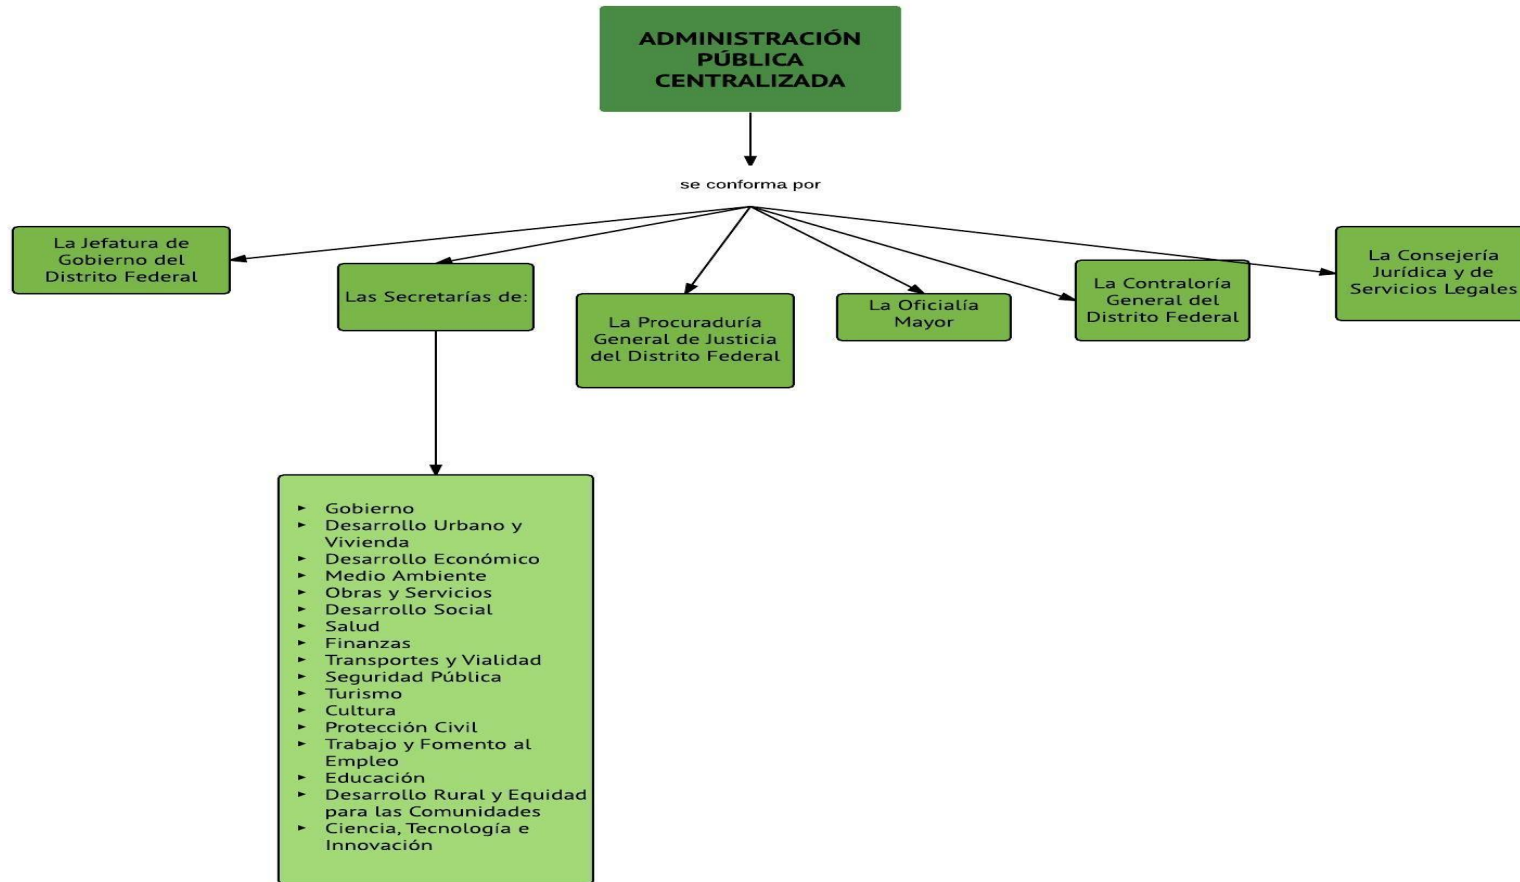 ADMINISTRACIÓN
PÚBLICA
CENTRALIZADA
se conforma por
La Jefatura de
Gobierno del
Distrito Federal
Las Secretarías de:
La Procuraduría
General de Justicia
del Distrito Federal
La Oficialía
Mayor
La Contraloría
General del
Distrito Federal
La Consejería
Jurídica y de
Servicios Legales
► Gobierno
► Desarrollo Urbano y
Vivienda
► Desarrollo Económico
► Medio Ambiente
► Obras y Servicios
► Desarrollo Social
► Salud
► Finanzas
► Transportes y Vialidad
► Seguridad Pública
► Turismo
► Cultura
► Protección Civil
► Trabajo y Fomento al
Empleo
► Educación
► Desarrollo Rural y Equidad
para las Comunidades
► Ciencia, Tecnología e
Innovación